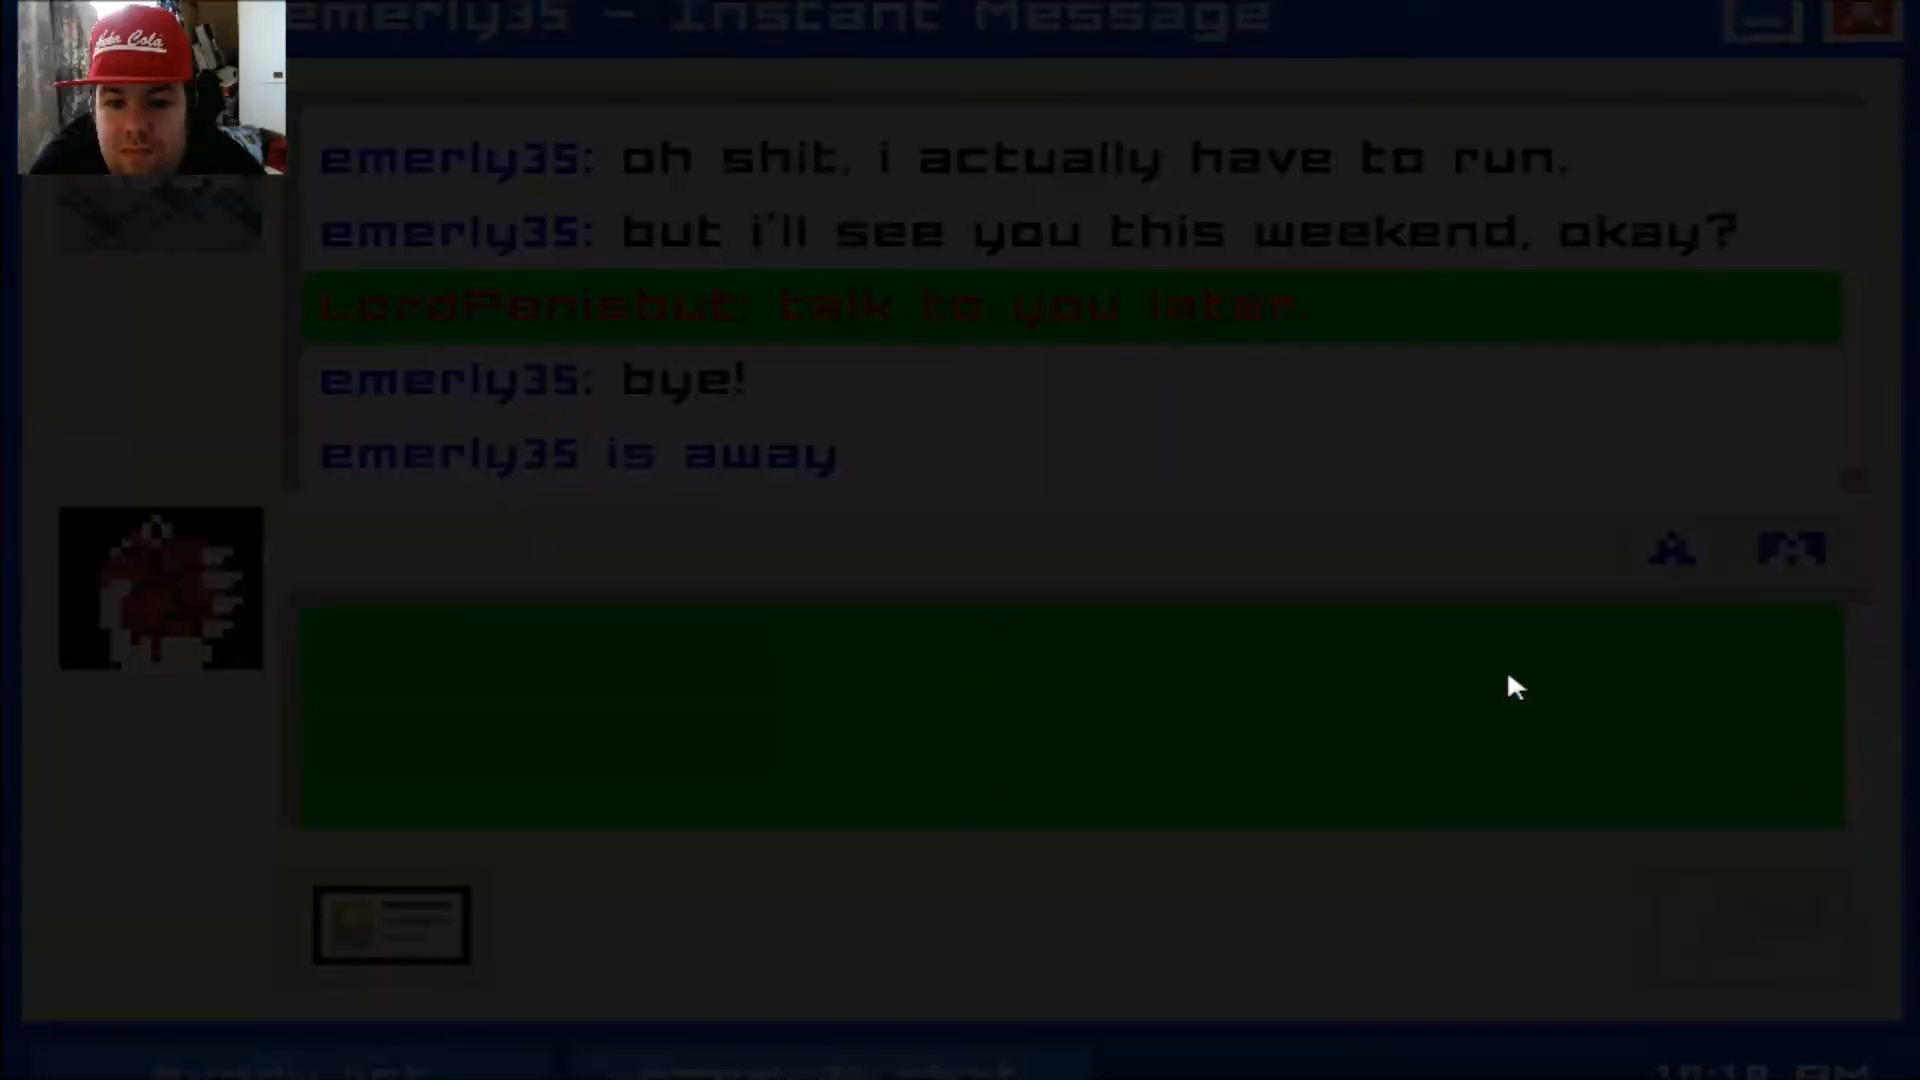 emerly35 - Instant Message
emerly35: oh shit, i actually have to run.
emerly35: but i'll see you this weekend, okay?
LordPenisbut: talk to you later.
emerly35: bye!
emerly35 is away
A